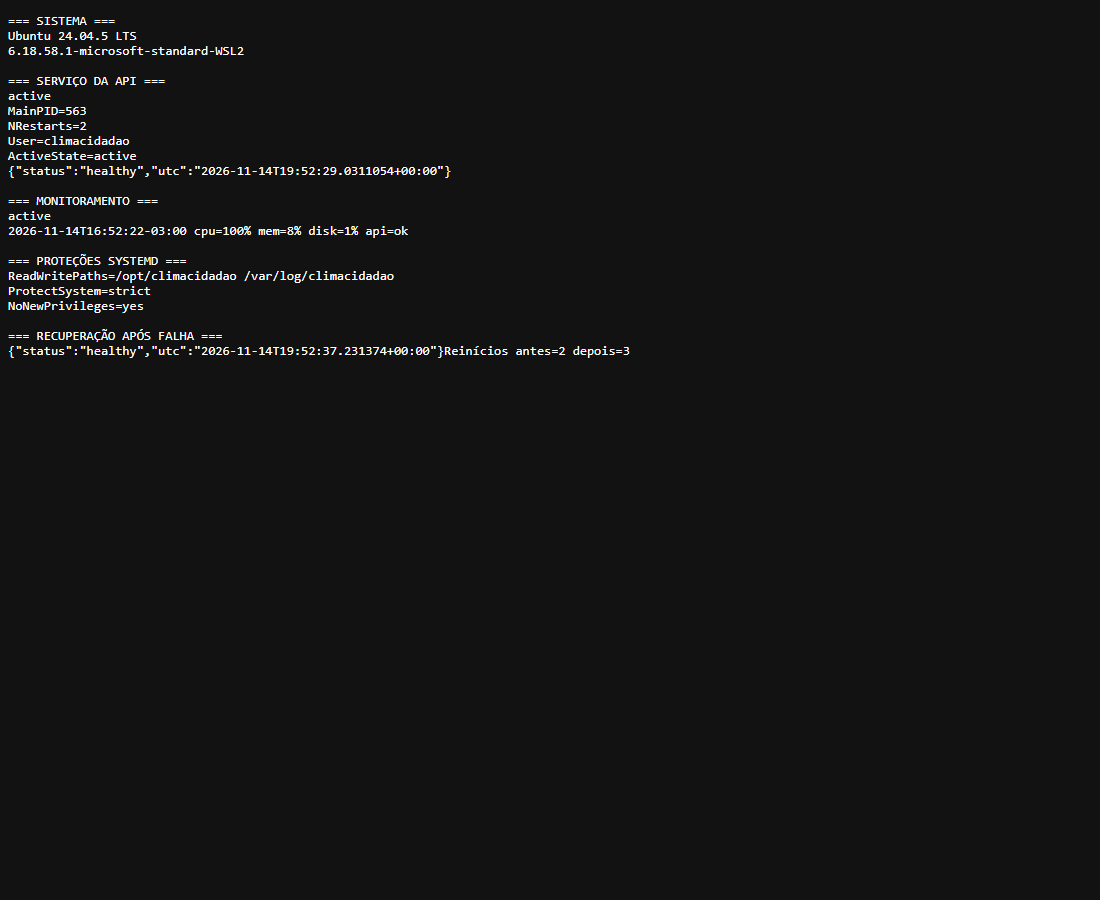 === SISTEMA ===
Ubuntu 24.04.5 LTS
6.18.58.1-microsoft-standard-WSL2
=== SERVIÇO DA API ===
active
MainPID=563
NRestarts=2
User=climacidadao
ActiveState=active
{"status":"healthy","utc":"2026-11-14T19:52:29.0311054+00:00"}
=== MONITORAMENTO ===
active
2026-11-14T16:52:22-03:00 cpu=100% mem=8% disk=1% api=ok
=== PROTEÇÕES SYSTEMD ===
ReadWritePaths=/opt/climacidadao /var/log/climacidadao
ProtectSystem=strict
NoNewPrivileges=yes
=== RECUPERAÇÃO APÓS FALHA ===
{"status":"healthy","utc":"2026-11-14T19:52:37.231374+00:00"}Reinícios antes=2 depois=3